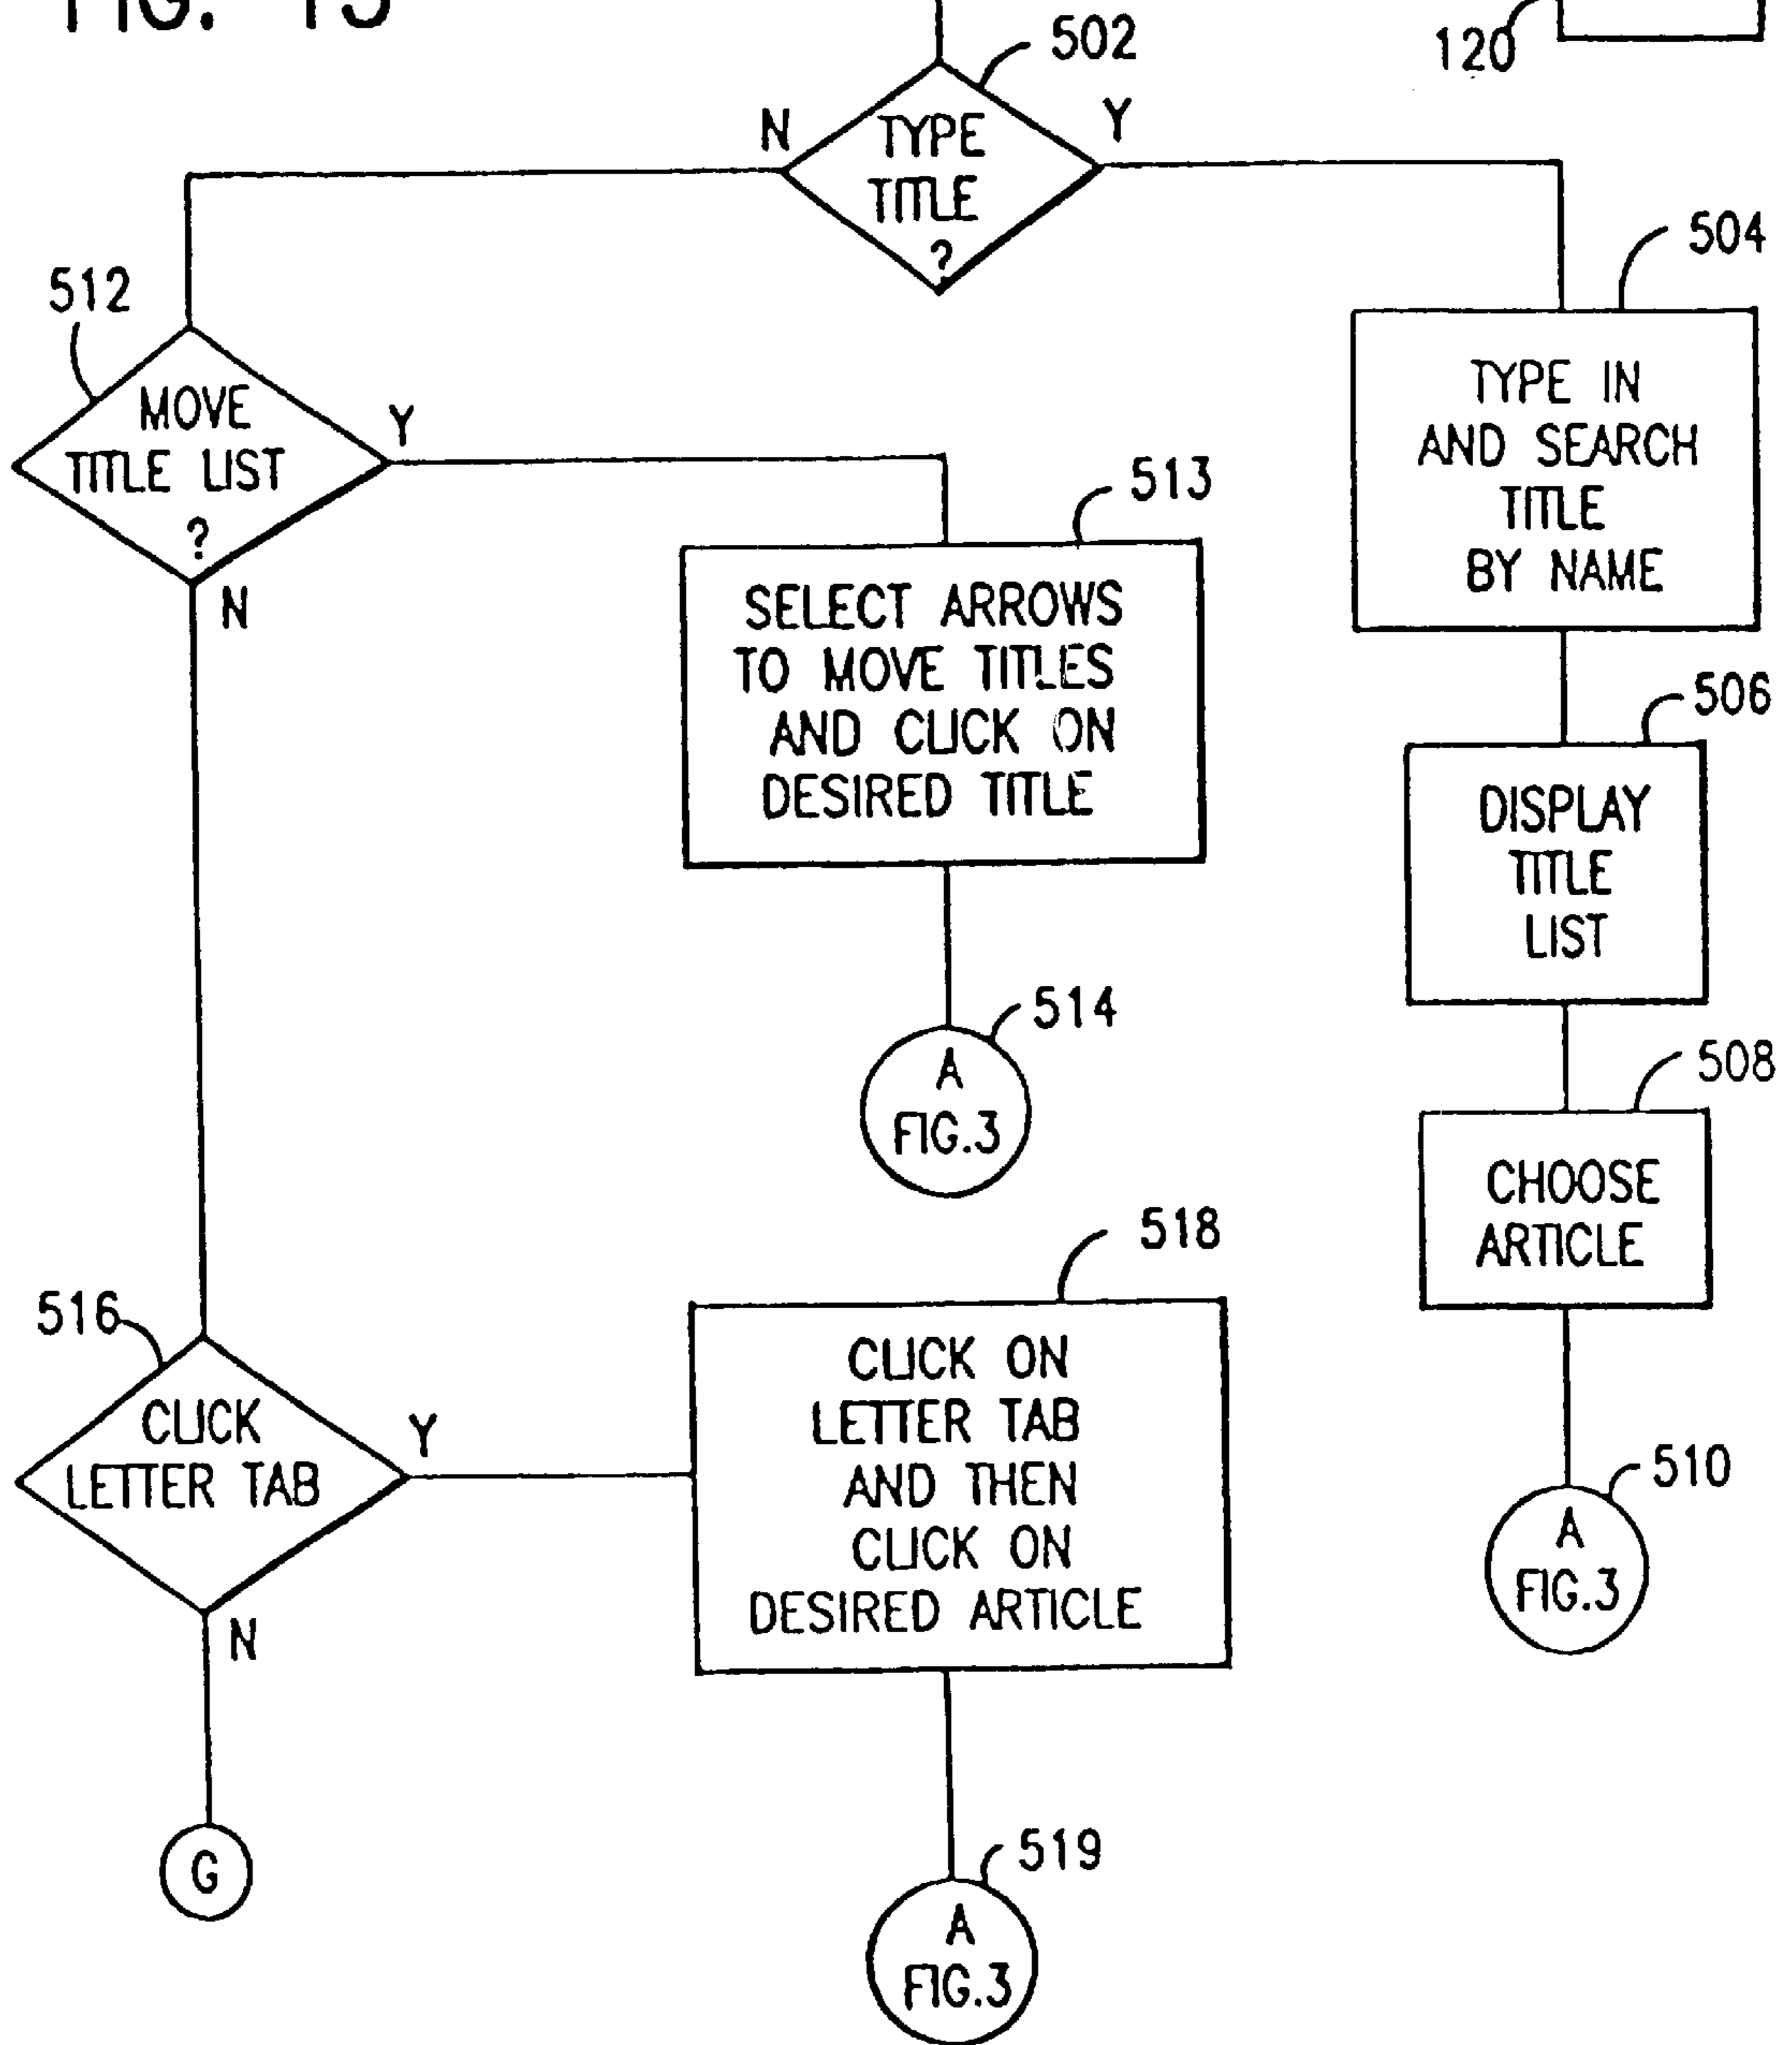 FIG. 15
120
502
N
Y
TYPE
TITLE
?
504
512
MOVE
TITLE LIST
?
Y
N
TYPE IN
AND SEARCH
TITLE
BY NAME
513
SELECT ARROWS
TO MOVE TITLES
AND CLICK ON
DESIRED TITLE
506
DISPLAY
TITLE
LIST
514
A
FIG.3
508
CHOOSE
ARTICLE
518
516
CLICK
LETTER TAB
Y
N
CLICK ON
LETTER TAB
AND THEN
CLICK ON
DESIRED ARTICLE
510
A
FIG.3
G
519
A
FIG.3